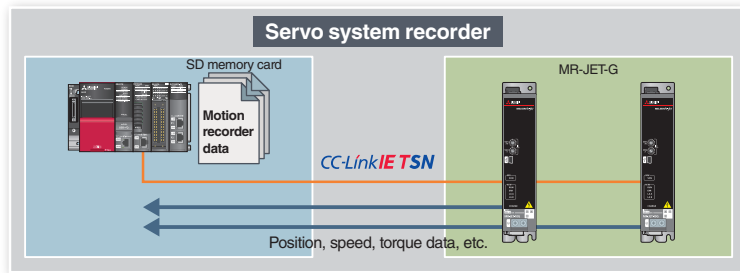 Servo system recorder
SD memory card
MR-JET-G
Motion
recorder
data
CC-Link IE TSN
Position, speed, torque data, etc.